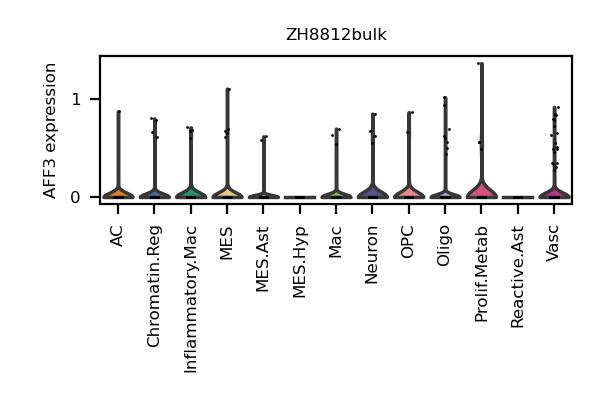 ZH8812bulk
AFF3 expression
1
0
AC
Chromatin.Reg
Inflammatory.Mac
MES
MES.Ast
MES.Hyp
Mac
Neuron
OPC
Oligo
Prolif.Metab
Reactive.Ast
Vasc